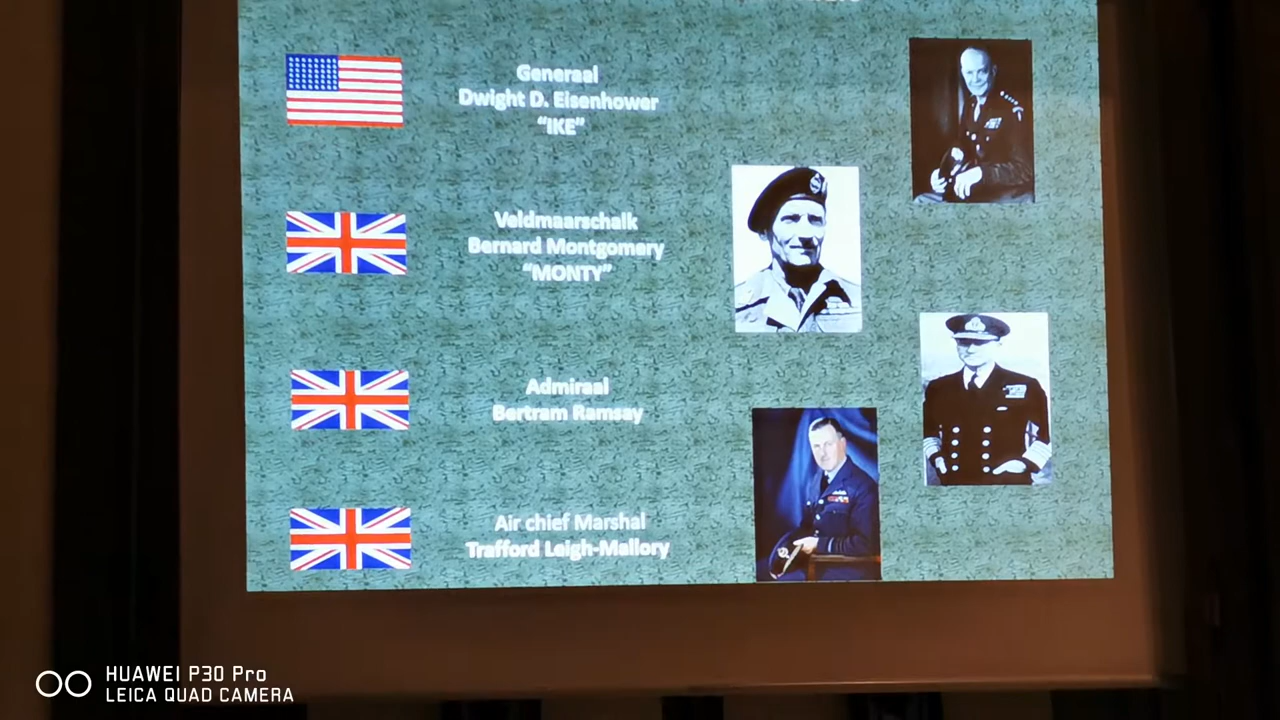 Generaal
Dwight D. Eisenhower
“IKE”
Veldmaarschalk
Bernard Montgomery
“MONTY”
Admiraal
Bertram Ramsay
Air chief Marshal
Trafford Leigh-Mallory
HUAWEI P30 Pro
LEICA QUAD CAMERA